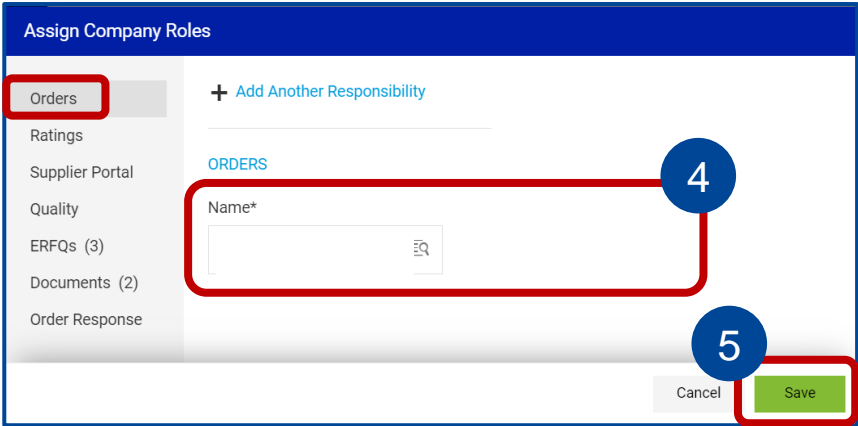 Assign Company Roles
Orders
Ratings
Supplier Portal
Quality
ERFQs (3)
Documents (2)
Order Response
+ Add Another Responsibility
ORDERS
4
Name*
5
Cancel
Save